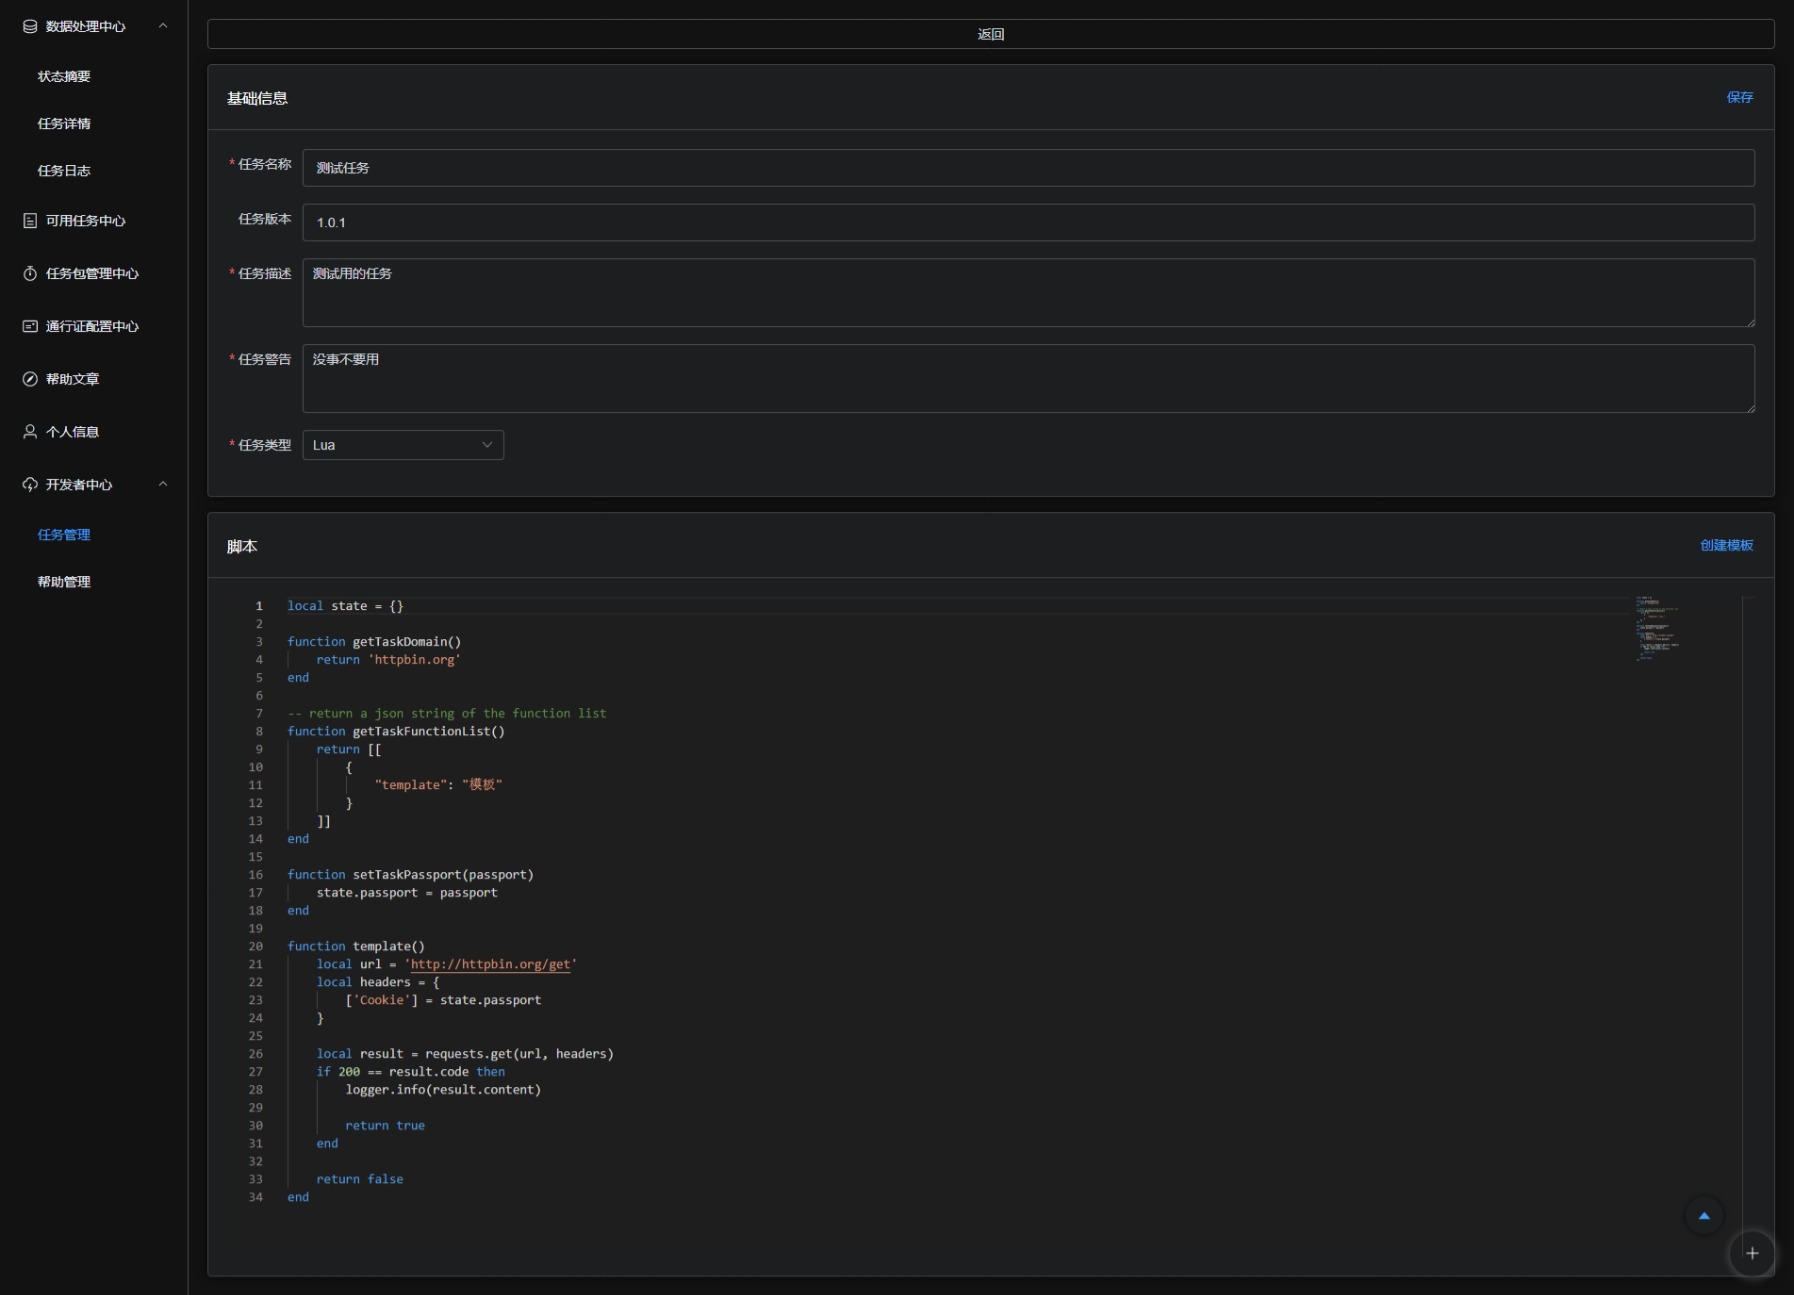 数据处理中心
状态摘要
任务详情
任务日志
可用任务中心
任务包管理中心
通行证配置中心
帮助文章
个人信息
开发者中心
任务管理
帮助管理
返回
基础信息
保存
* 任务名称 测试任务
任务版本 1.0.1
* 任务描述 测试用的任务
* 任务警告 没事不要用
* 任务类型 Lua
脚本
创建模板
1 local state = {}
2
3 function getTaskDomain()
4     return 'httpbin.org'
5 end
6
7 -- return a json string of the function list
8 function getTaskFunctionList()
9     return [[
10         {
11             "template": "模板"
12         }
13     ]]
14 end
15
16 function setTaskPassport(passport)
17     state.passport = passport
18 end
19
20 function template()
21     local url = 'http://httpbin.org/get'
22     local headers = {
23         ['Cookie'] = state.passport
24     }
25
26     local result = requests.get(url, headers)
27     if 200 == result.code then
28         logger.info(result.content)
29
30         return true
31     end
32
33     return false
34 end